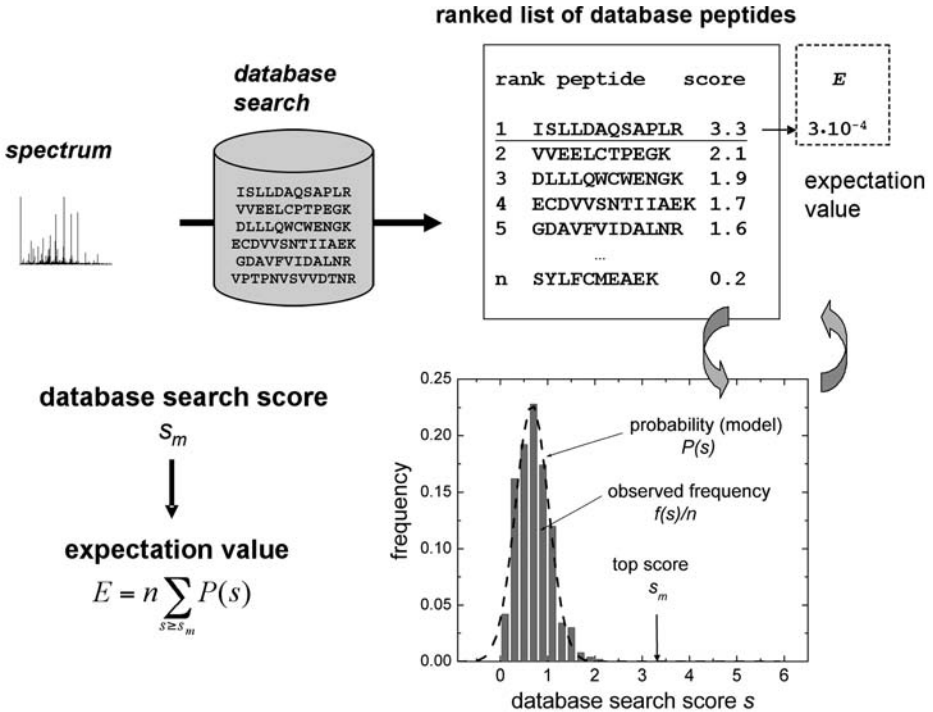 ranked list of database peptides
database
search
spectrum
ISLLDAQSAPLR
VVEELCPTPEGK
DLLLQWCWENGK
ECDVVSNTIIAEK
GDAVFVIDALNR
VPTPNVSVVDTNR
rank peptide score
1 ISLLDAQSAPLR 3.3
2 VVEELCTPEGK 2.1
3 DLLLQWCWENGK 1.9
4 ECDVVSNTIIAEK 1.7
5 GDAVFVIDALNR 1.6
...
n SYLFCMEAEK 0.2
E
3•10⁻⁴
expectation
value
database search score
sₘ
expectation value
E = n ∑ P(s)
s≥sₘ
0.25
0.20
0.15
0.10
0.05
0.00
frequency
probability (model)
P(s)
observed frequency
f(s)/n
top score
sₘ
0 1 2 3 4 5 6
database search score s